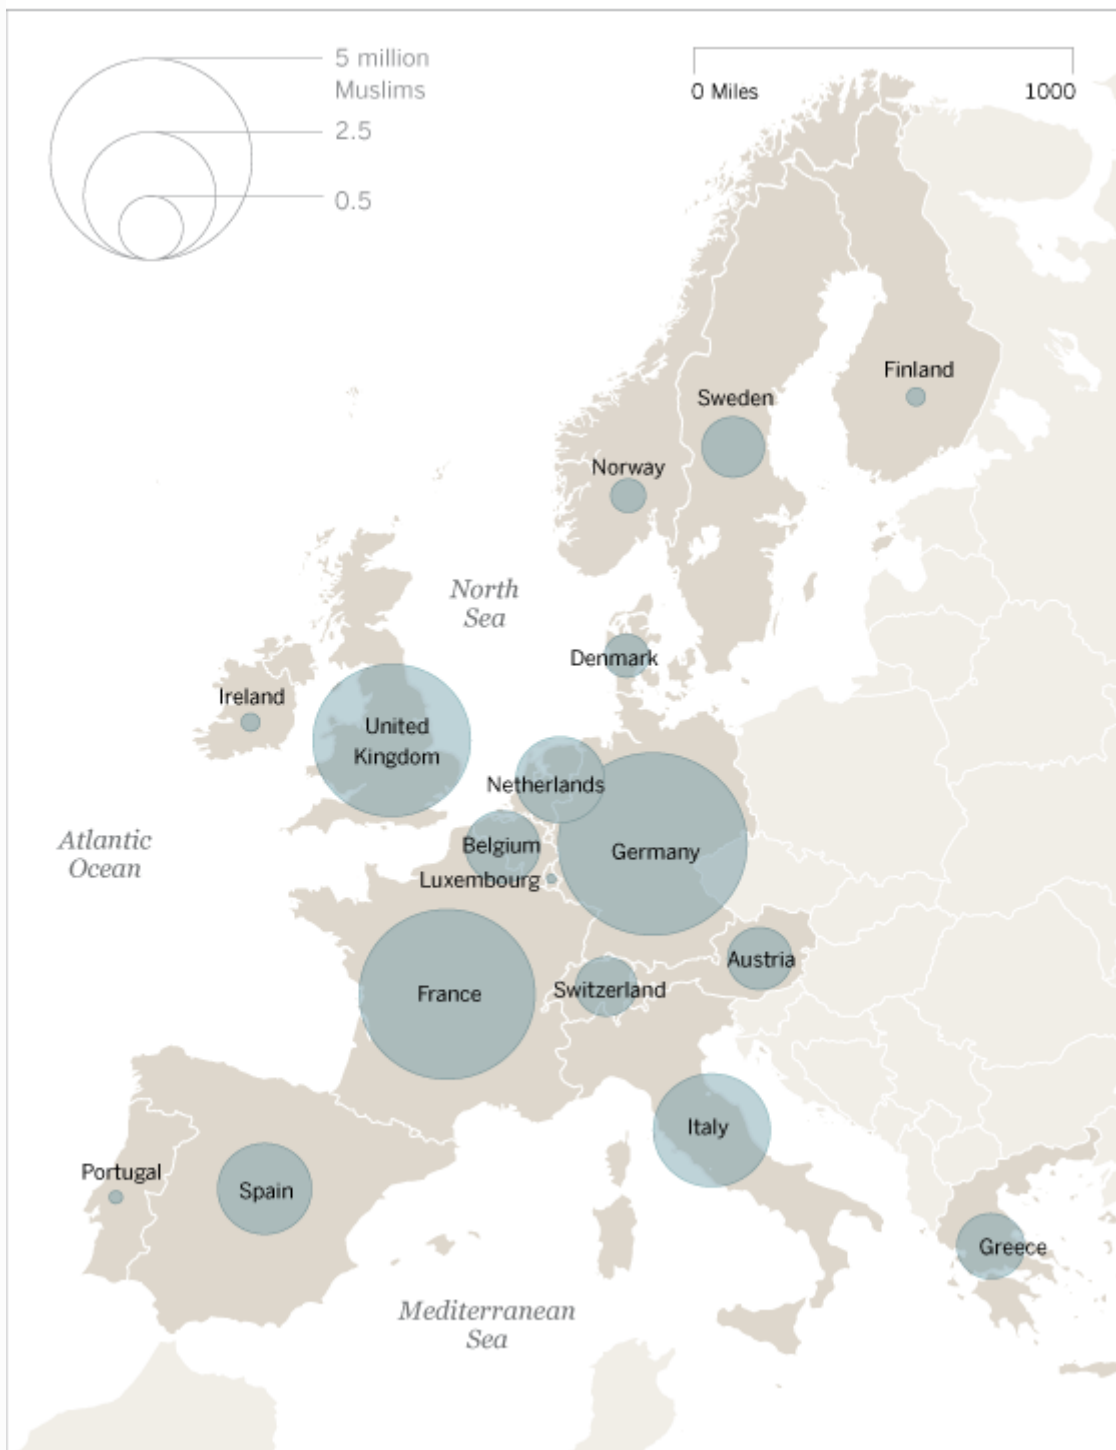 5 million
Muslims
2.5
0.5
0 Miles
1000
Finland
Sweden
Norway
North
Sea
Denmark
Ireland
United
Kingdom
Netherlands
Atlantic
Ocean
Belgium
Germany
Luxembourg
Austria
France
Switzerland
Italy
Portugal
Spain
Greece
Mediterranean
Sea